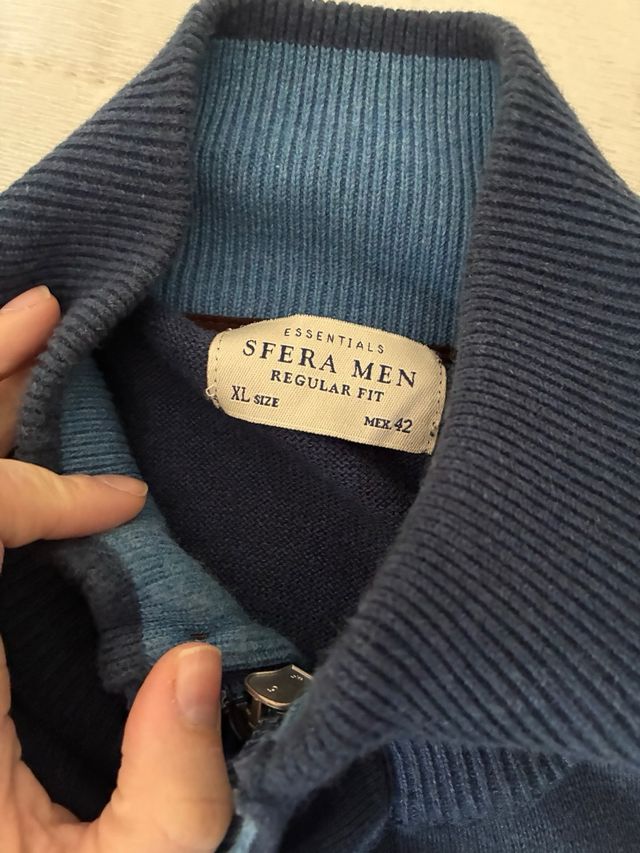 ESSENTIALS
SFERA MEN
REGULAR FIT
XL SIZE
MEX 42